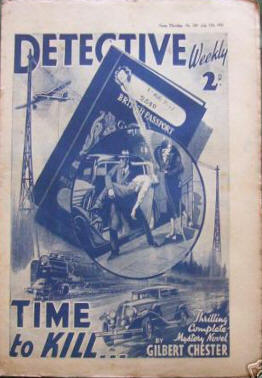 DETECTIVE
Weekly
2D
BRITISH PASSPORT
TIME
to KILL...
Thrilling
Complete
Mystery Novel
BY
GILBERT CHESTER